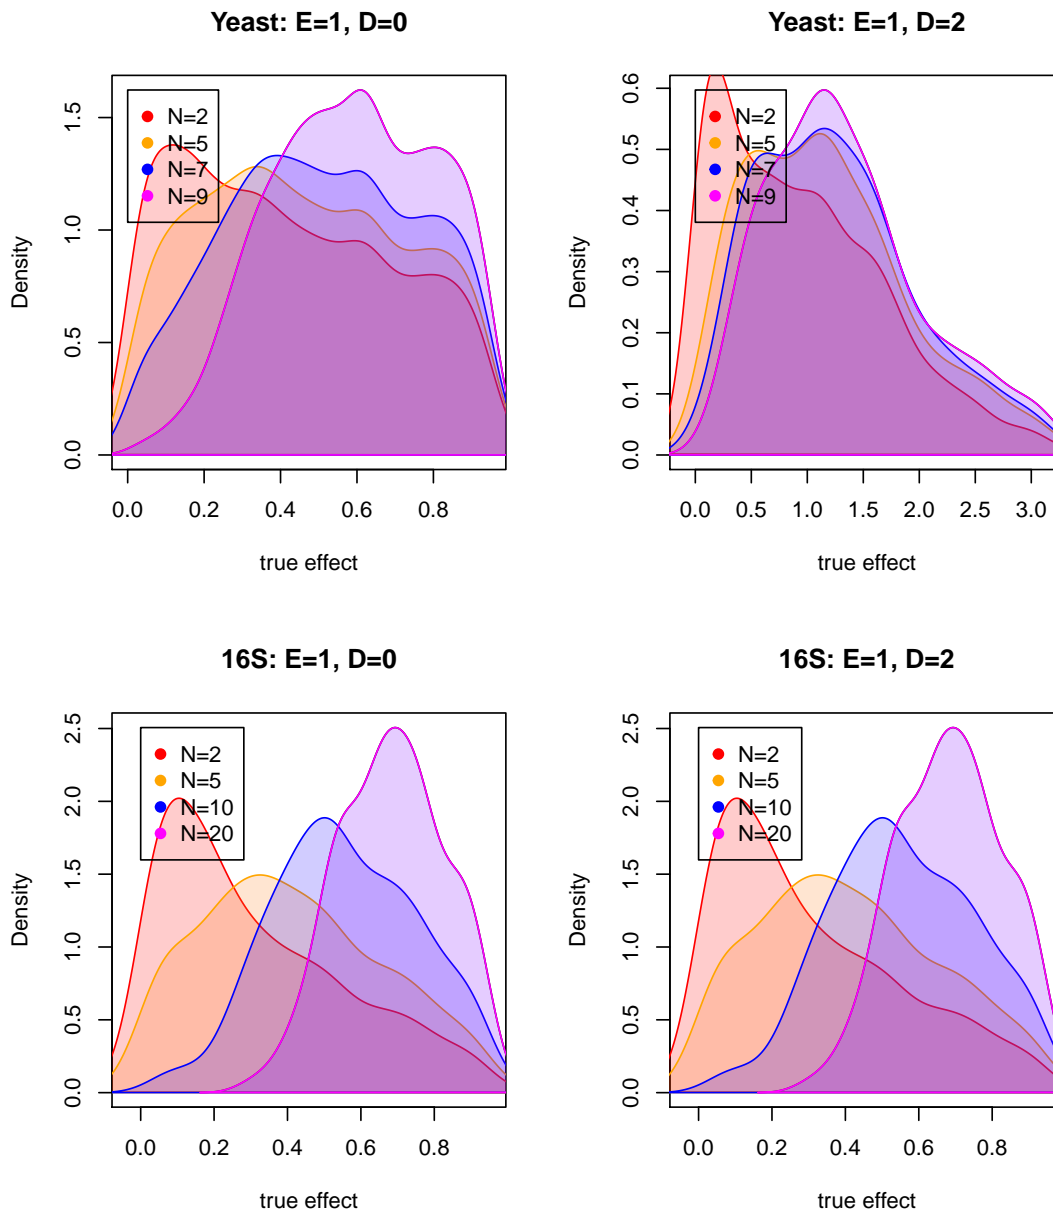 Yeast: E=1, D=0
Density
0.0 0.5 1.0 1.5
N=2
N=5
N=7
N=9
0.0 0.2 0.4 0.6 0.8
true effect
Yeast: E=1, D=2
Density
0.0 0.1 0.2 0.3 0.4 0.5 0.6
N=2
N=5
N=7
N=9
0.0 0.5 1.0 1.5 2.0 2.5 3.0
true effect
16S: E=1, D=0
Density
0.0 0.5 1.0 1.5 2.0 2.5
N=2
N=5
N=10
N=20
0.0 0.2 0.4 0.6 0.8
true effect
16S: E=1, D=2
Density
0.0 0.5 1.0 1.5 2.0 2.5
N=2
N=5
N=10
N=20
0.0 0.2 0.4 0.6 0.8
true effect